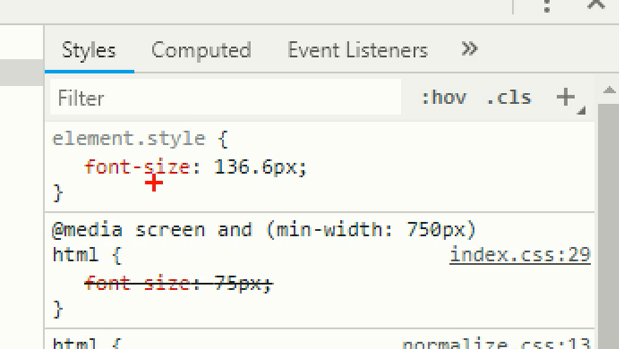 Styles Computed Event Listeners »
Filter :hov .cls +
element.style {
font-size: 136.6px;
}
@media screen and (min-width: 750px)
html { index.css:29
font-size: 75px;
}
html { normalize.css:13